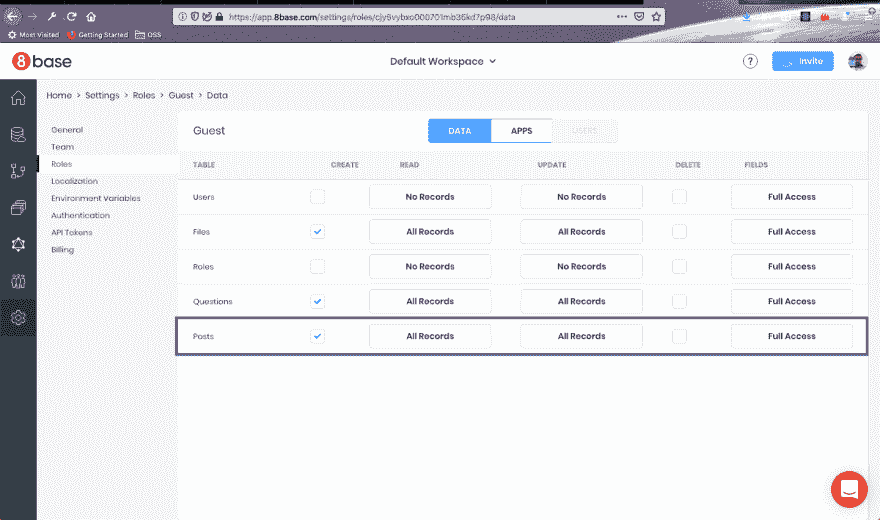 https://app.8base.com/settings/roles/cjy5vybxo000701mb36kd7p98/data
Most Visited Getting Started OSS
8base Default Workspace ? Invite
Home > Settings > Roles > Guest > Data
General
Team
Roles
Localization
Environment Variables
Authentication
API Tokens
Billing
Guest DATA APPS USERS
TABLE CREATE READ UPDATE DELETE FIELDS
Users No Records No Records Full Access
Files All Records All Records Full Access
Roles No Records No Records Full Access
Questions All Records All Records Full Access
Posts All Records All Records Full Access